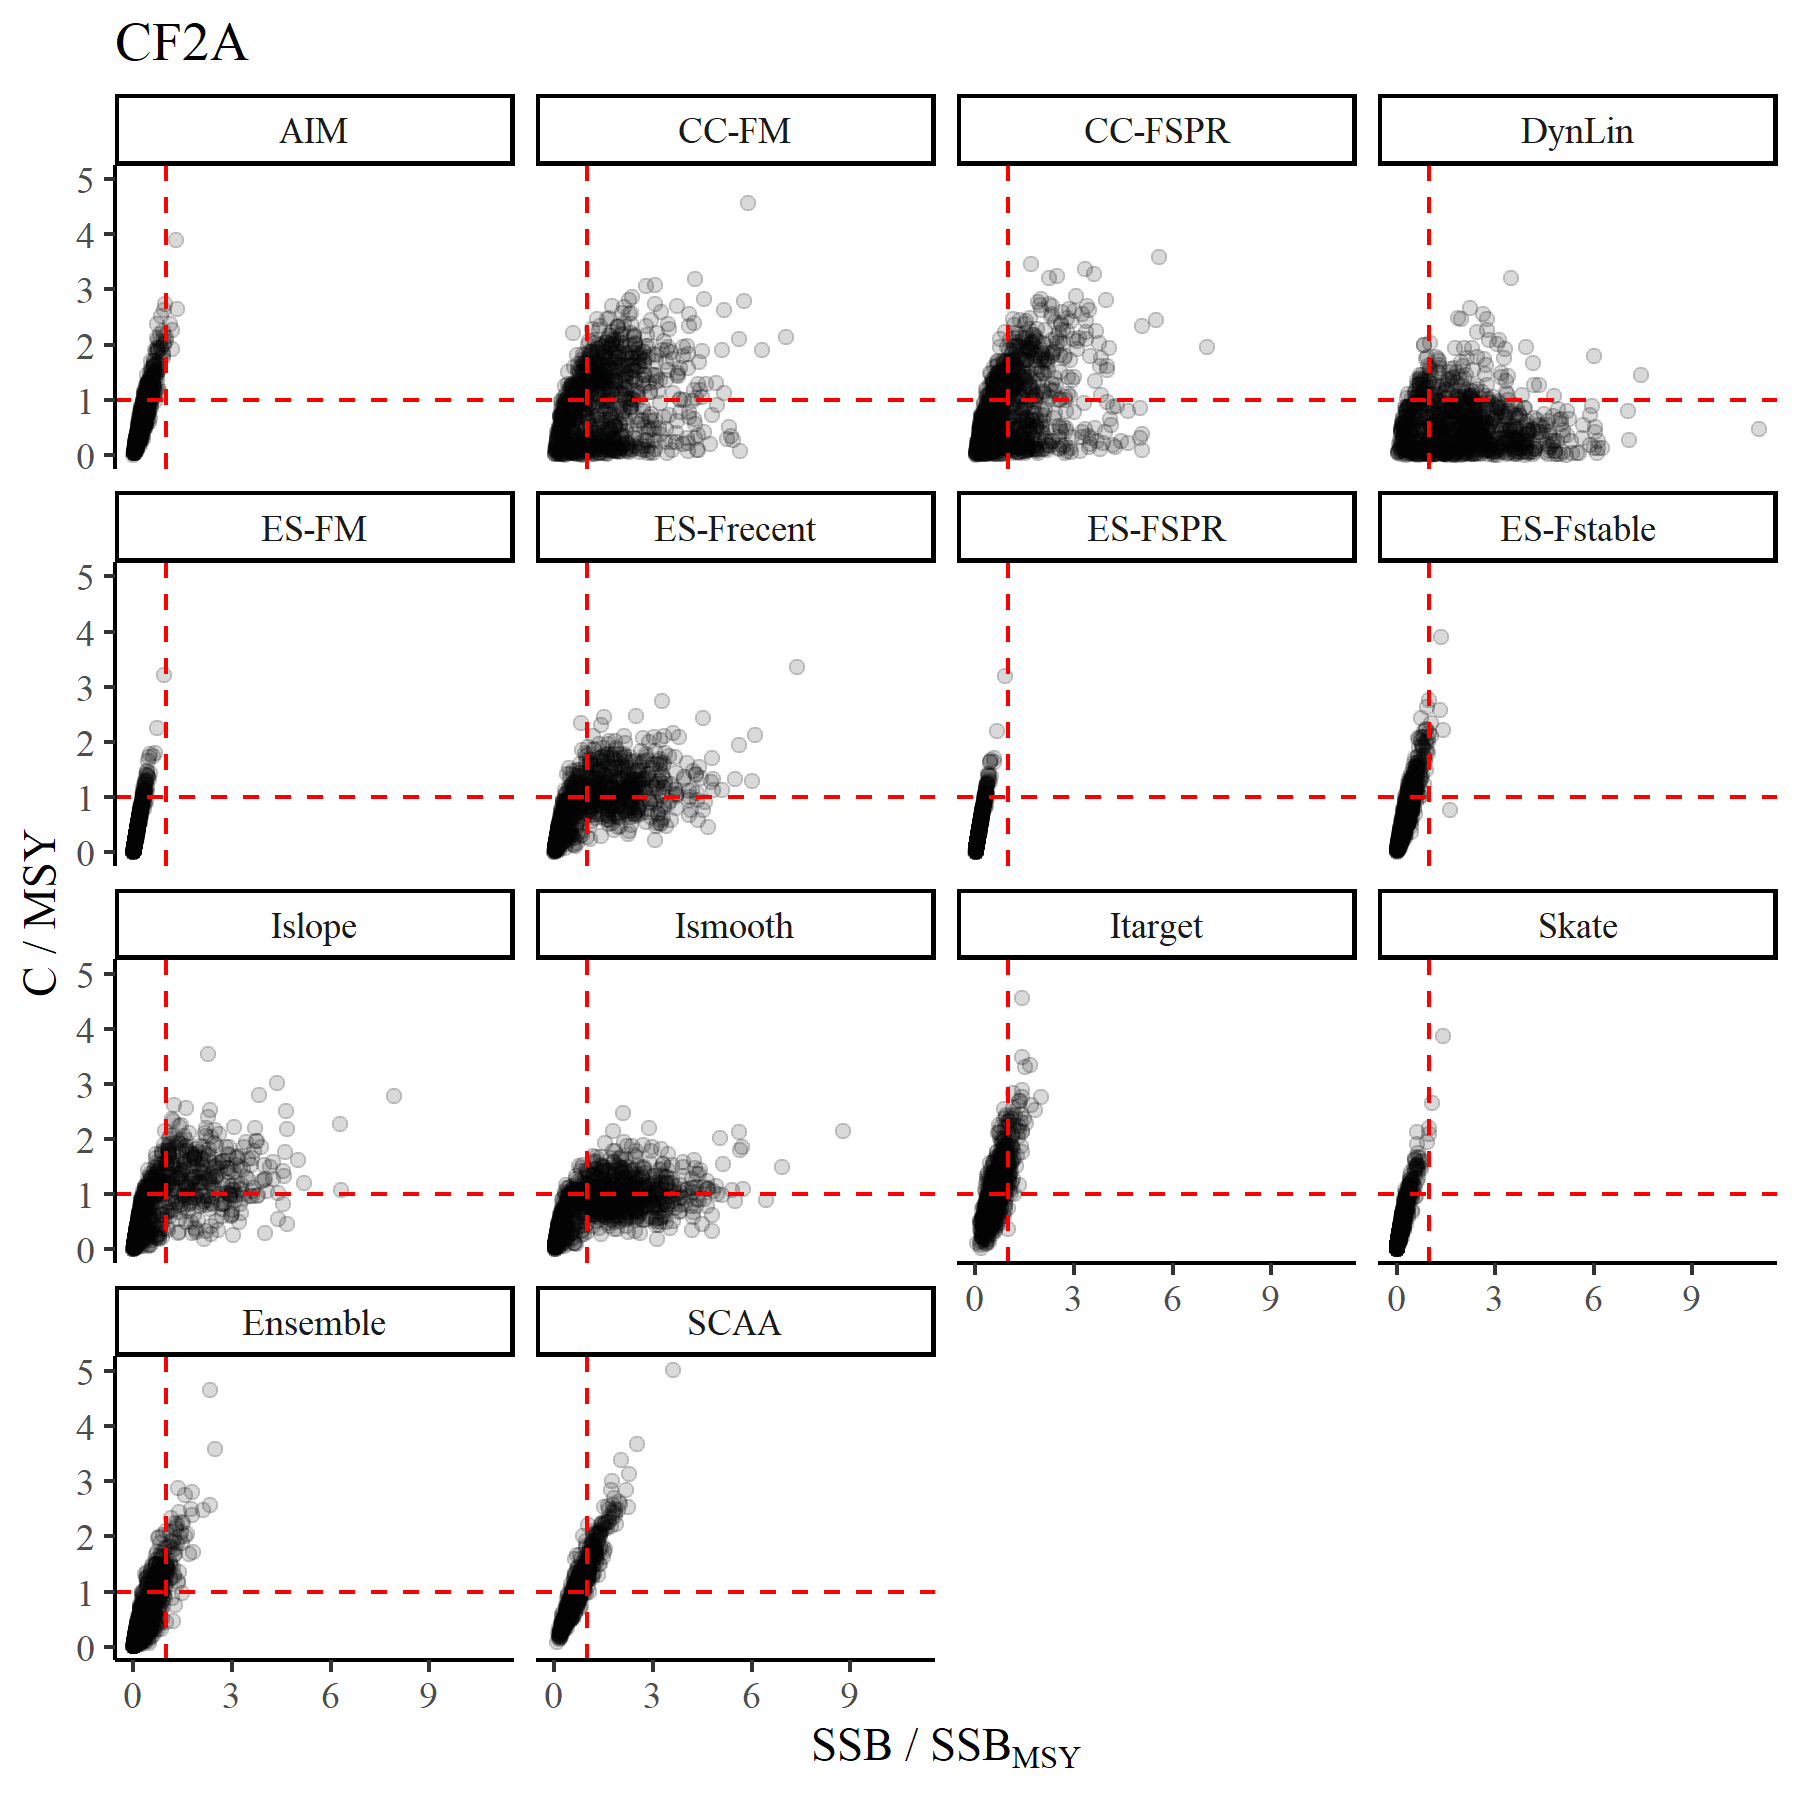 CF2A
AIM CC-FM CC-FSPR DynLin
5
4
3
2
1
0
ES-FM ES-Frecent ES-FSPR ES-Fstable
5
4
3
2
1
0
Islope Ismooth Itarget Skate
5
4
3
2
1
0
0 3 6 9 0 3 6 9
Ensemble SCAA
5
4
3
2
1
0
0 3 6 9 0 3 6 9
C / MSY
SSB / SSBMSY